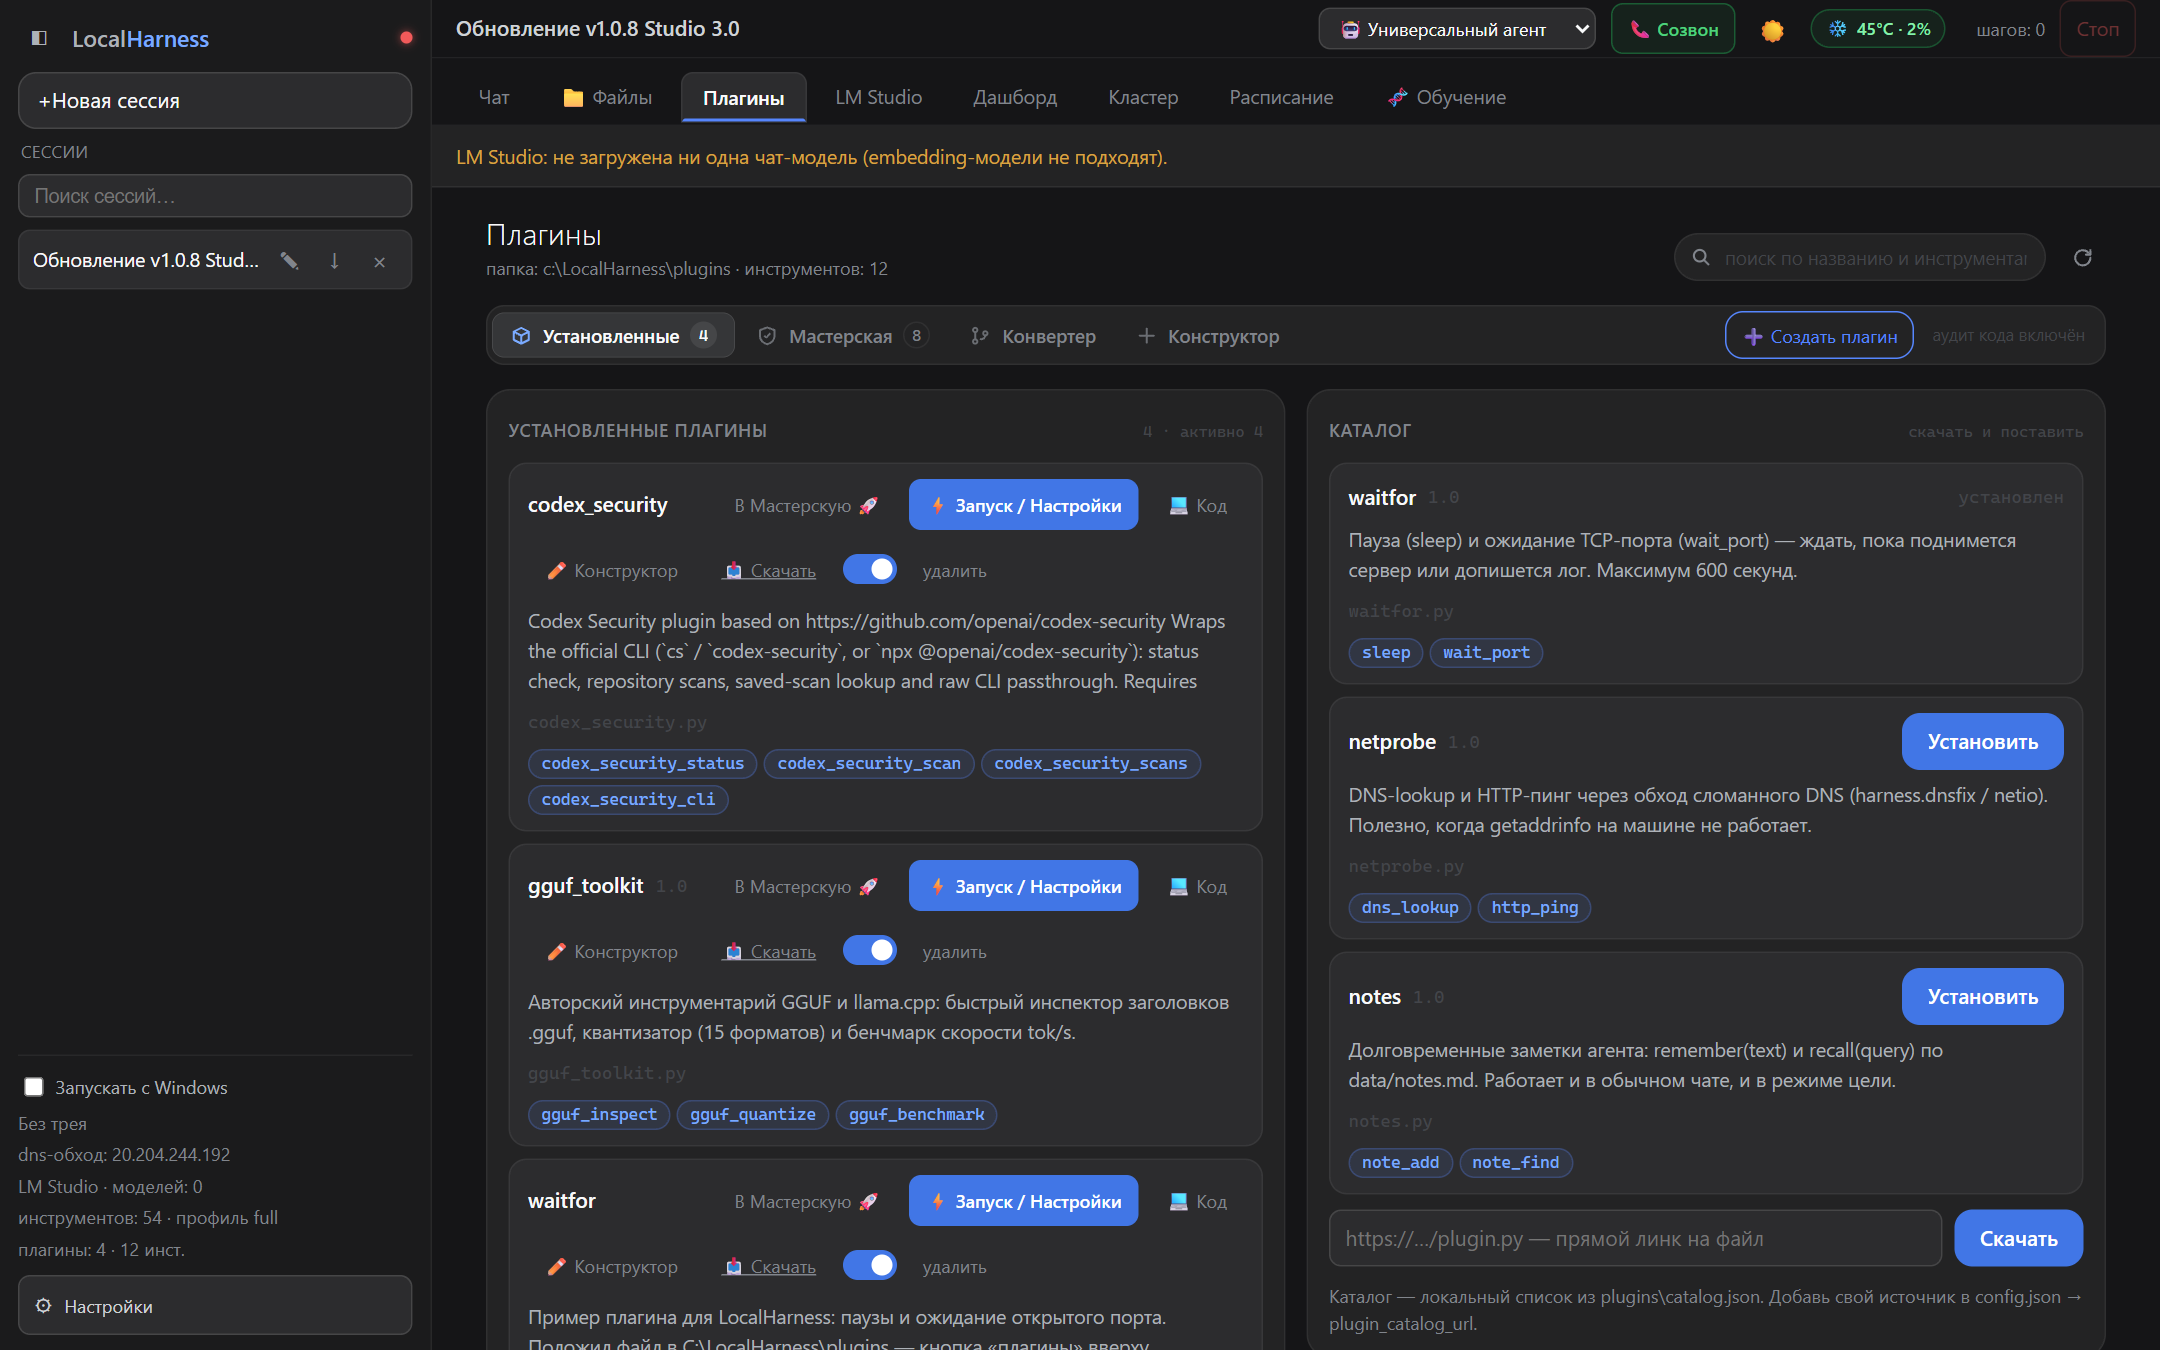 LocalHarness
+Новая сессия
СЕССИИ
Поиск сессий...
Обновление v1.0.8 Stud...
Запускать с Windows
Без трея
dns-обход: 20.204.244.192
LM Studio · моделей: 0
инструментов: 54 · профиль full
плагины: 4 · 12 инст.
Настройки
Обновление v1.0.8 Studio 3.0
Универсальный агент
Созвон
45°C · 2%
шагов: 0
Стоп
Чат
Файлы
Плагины
LM Studio
Дашборд
Кластер
Расписание
Обучение
LM Studio: не загружена ни одна чат-модель (embedding-модели не подходят).
Плагины
папка: c:\LocalHarness\plugins · инструментов: 12
поиск по названию и инструментам
Установленные 4
Мастерская 8
Конвертер
Конструктор
Создать плагин
аудит кода включён
УСТАНОВЛЕННЫЕ ПЛАГИНЫ
4 · активно 4
codex_security
В Мастерскую
Запуск / Настройки
Код
Конструктор
Скачать
удалить
Codex Security plugin based on https://github.com/openai/codex-security Wraps
the official CLI (`cs` / `codex-security`, or `npx @openai/codex-security`): status
check, repository scans, saved-scan lookup and raw CLI passthrough. Requires
codex_security.py
codex_security_status codex_security_scan codex_security_scans
codex_security_cli
gguf_toolkit 1.0
В Мастерскую
Запуск / Настройки
Код
Конструктор
Скачать
удалить
Авторский инструментарий GGUF и llama.cpp: быстрый инспектор заголовков
.gguf, квантизатор (15 форматов) и бенчмарк скорости tok/s.
gguf_toolkit.py
gguf_inspect gguf_quantize gguf_benchmark
waitfor
В Мастерскую
Запуск / Настройки
Код
Конструктор
Скачать
удалить
Пример плагина для LocalHarness: паузы и ожидание открытого порта.
Положил файл в C:\LocalHarness\plugins — кнопка «плагины» вверху
КАТАЛОГ
скачать и поставить
waitfor 1.0
установлен
Пауза (sleep) и ожидание TCP-порта (wait_port) — ждать, пока поднимется
сервер или допишется лог. Максимум 600 секунд.
waitfor.py
sleep wait_port
netprobe 1.0
Установить
DNS-lookup и HTTP-пинг через обход сломанного DNS (harness.dnsfix / netio).
Полезно, когда getaddrinfo на машине не работает.
netprobe.py
dns_lookup http_ping
notes 1.0
Установить
Долговременные заметки агента: remember(text) и recall(query) по
data/notes.md. Работает и в обычном чате, и в режиме цели.
notes.py
note_add note_find
https://.../plugin.py — прямой линк на файл
Скачать
Каталог — локальный список из plugins\catalog.json. Добавь свой источник в config.json →
plugin_catalog_url.